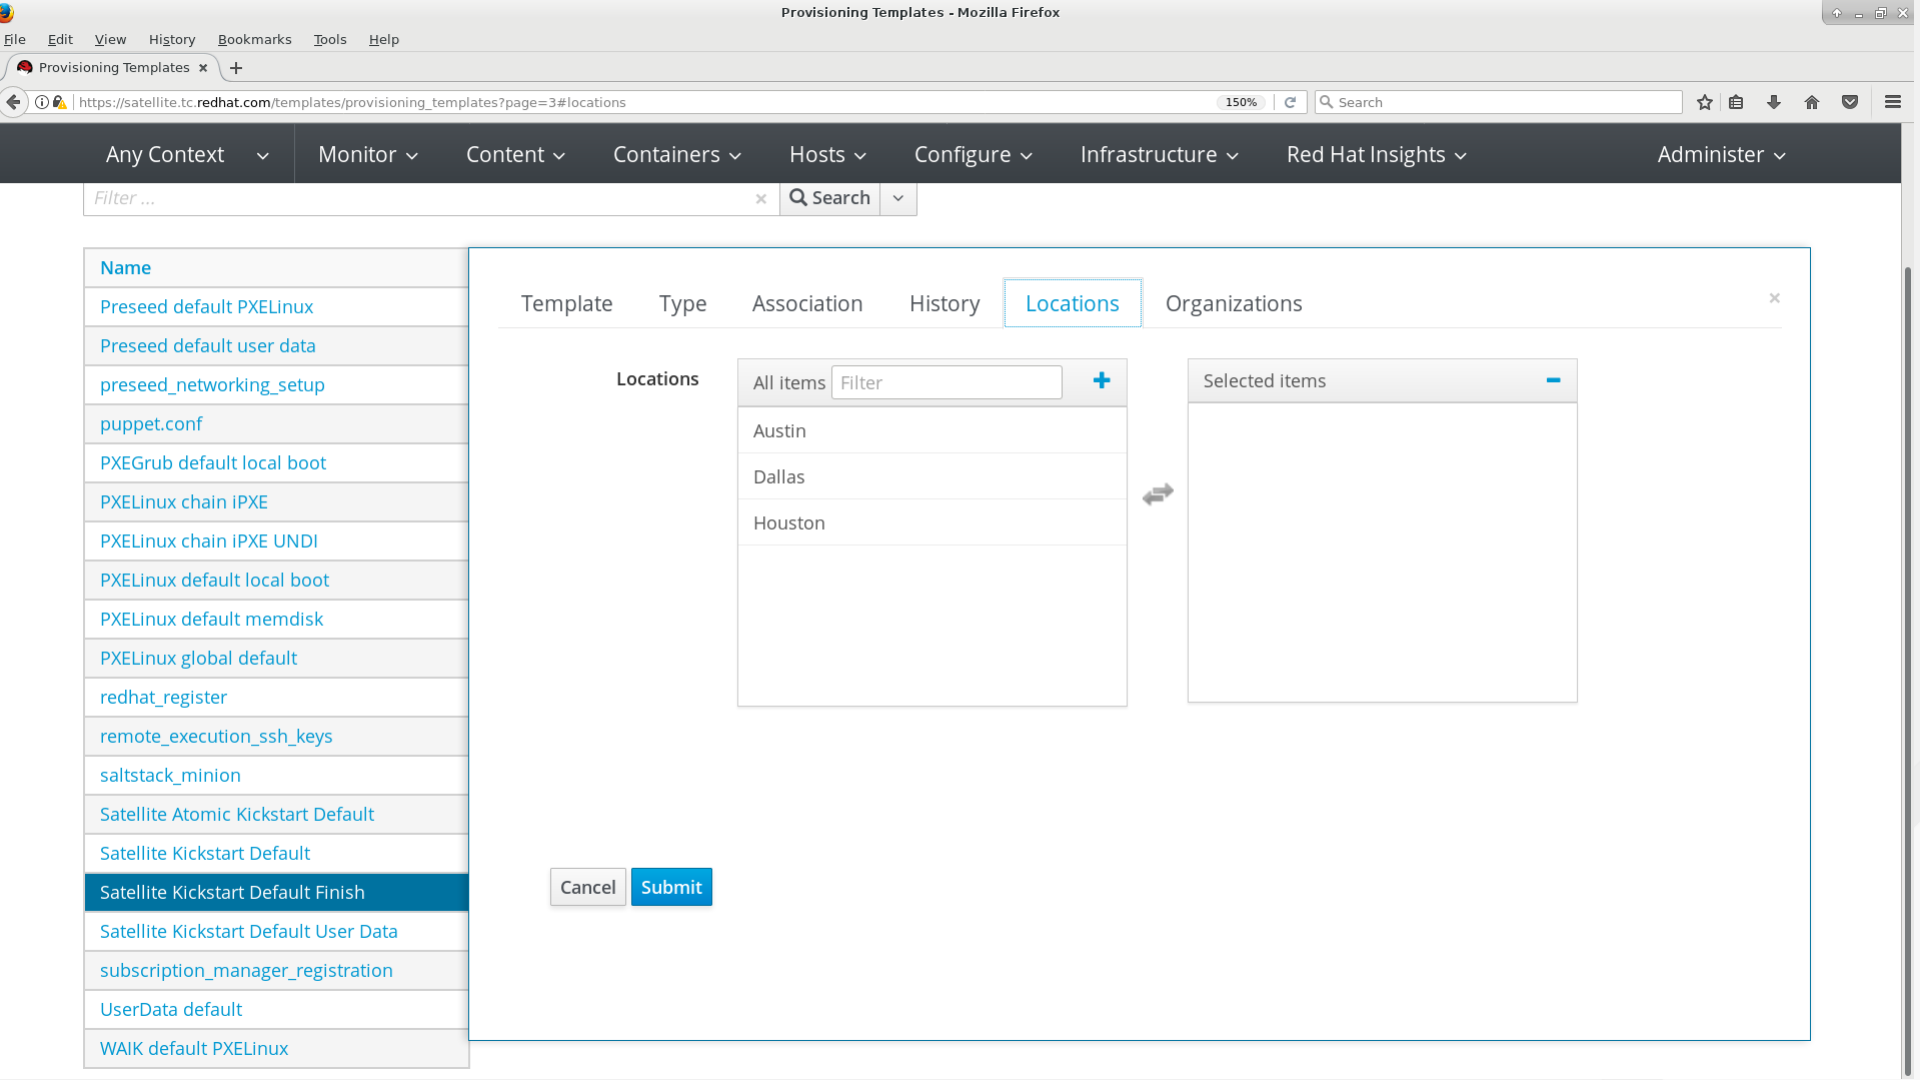 Provisioning Templates - Mozilla Firefox
File Edit View History Bookmarks Tools Help
Provisioning Templates
https://satellite.tc.redhat.com/templates/provisioning_templates?page=3#locations 150% Search
Any Context Monitor Content Containers Hosts Configure Infrastructure Red Hat Insights Administer
Filter ... Search
Name
Preseed default PXELinux
Preseed default user data
preseed_networking_setup
puppet.conf
PXEGrub default local boot
PXELinux chain iPXE
PXELinux chain iPXE UNDI
PXELinux default local boot
PXELinux default memdisk
PXELinux global default
redhat_register
remote_execution_ssh_keys
saltstack_minion
Satellite Atomic Kickstart Default
Satellite Kickstart Default
Satellite Kickstart Default Finish
Satellite Kickstart Default User Data
subscription_manager_registration
UserData default
WAIK default PXELinux
Template Type Association History Locations Organizations
Locations
All items Filter
Austin
Dallas
Houston
Selected items
Cancel Submit